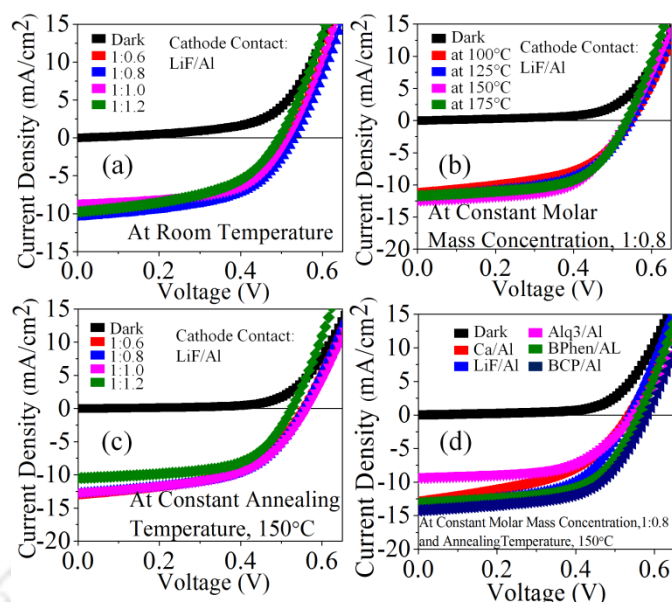 15
10
5
0
-5
-10
-15
-20
Current Density (mA/cm²)
Dark
1:0.6
1:0.8
1:1.0
1:1.2
Cathode Contact:
LiF/Al
(a)
At Room Temperature
0.0 0.2 0.4 0.6
Voltage (V)
15
10
5
0
-5
-10
-15
-20
Current Density (mA/cm²)
Dark
at 100°C
at 125°C
at 150°C
at 175°C
Cathode Contact:
LiF/Al
(b)
At Constant Molar
Mass Concentration, 1:0.8
0.0 0.2 0.4 0.6
Voltage (V)
15
10
5
0
-5
-10
-15
-20
Current Density (mA/cm²)
Dark
1:0.6
1:0.8
1:1.0
1:1.2
Cathode Contact:
LiF/Al
(c)
At Constant Annealing
Temperature, 150°C
0.0 0.2 0.4 0.6
Voltage (V)
15
10
5
0
-5
-10
-15
-20
Current Density (mA/cm²)
Dark
Ca/Al
LiF/Al
Alq3/Al
BPhen/AL
BCP/Al
(d)
At Constant Molar Mass Concentration,1:0.8
and AnnealingTemperature, 150°C
0.0 0.2 0.4 0.6
Voltage (V)